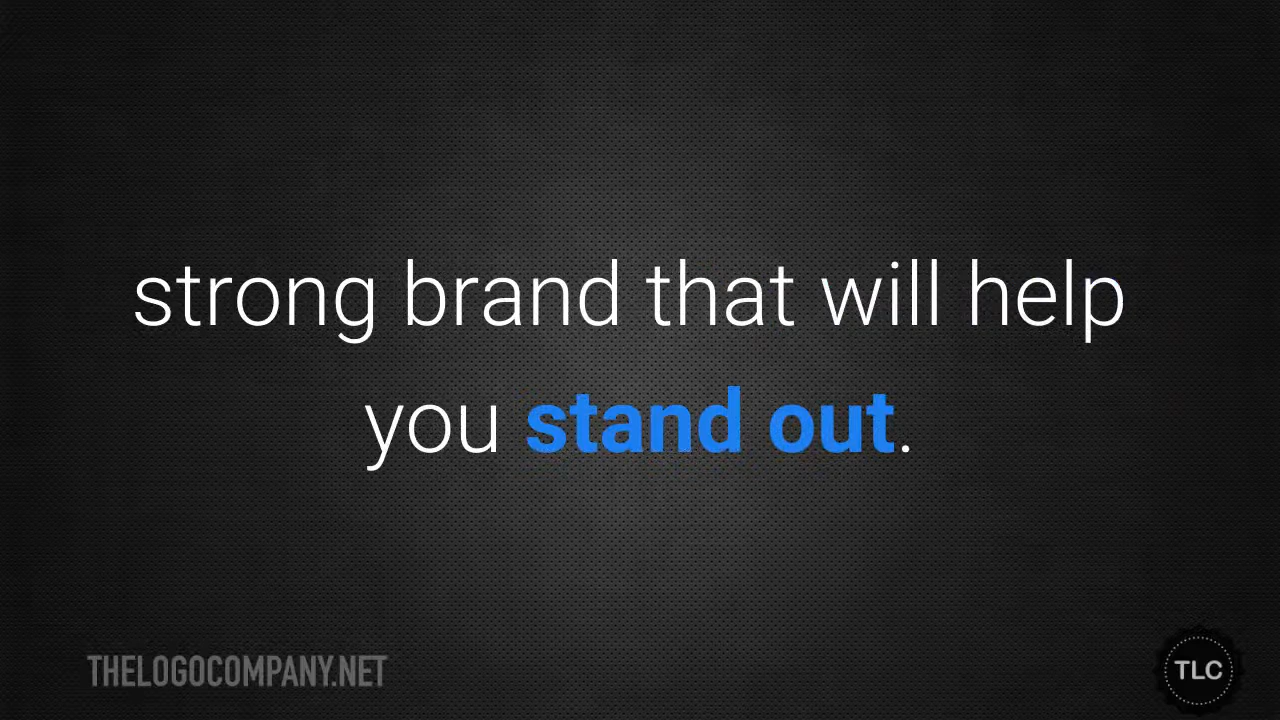 strong brand that will help
you stand out.
THELOGOCOMPANY.NET
TLC